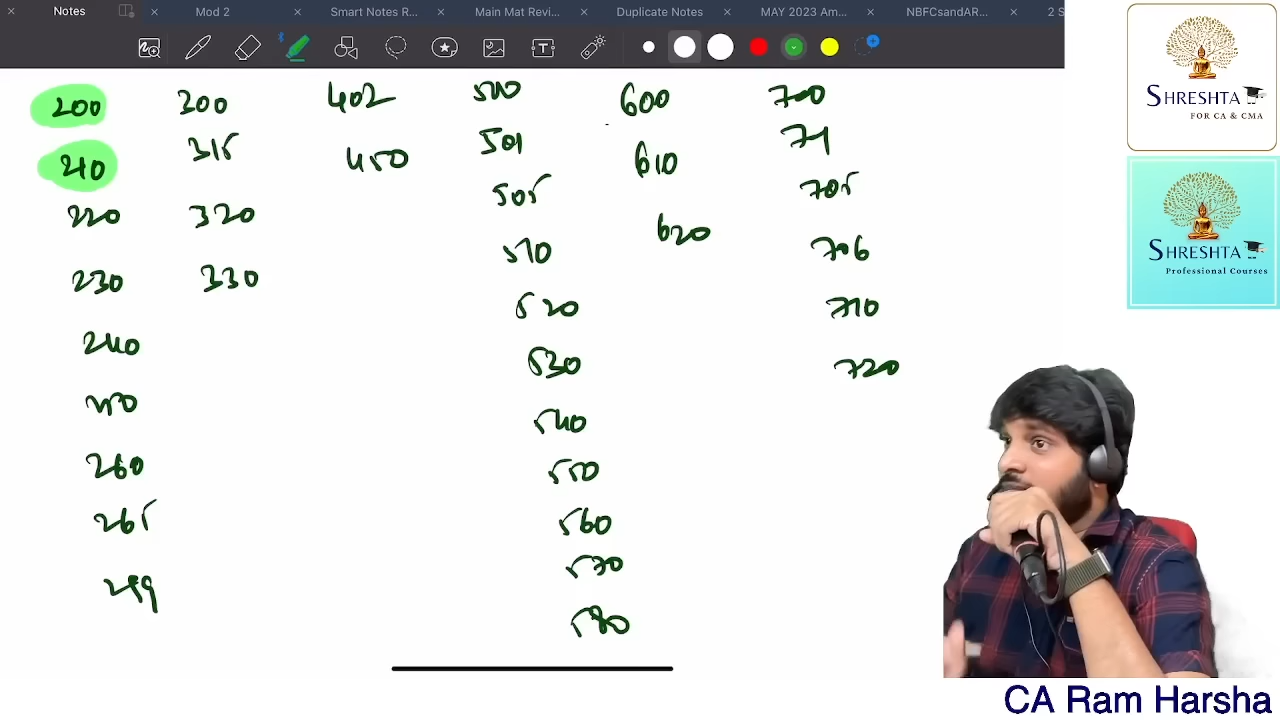 Notes
Mod 2
Smart Notes R...
Main Mat Revi...
Duplicate Notes
MAY 2023 Am...
NBFCsandAR...
2 S
T
200 300 402 500 600 700
210 315 450 501 610 71
220 320 505 620 705
230 330 510 706
240 520 710
250 530 720
260 540
265 550
299 560
570
580
SHRESHTA
FOR CA & CMA
SHRESHTA
Professional Courses
CA Ram Harsha